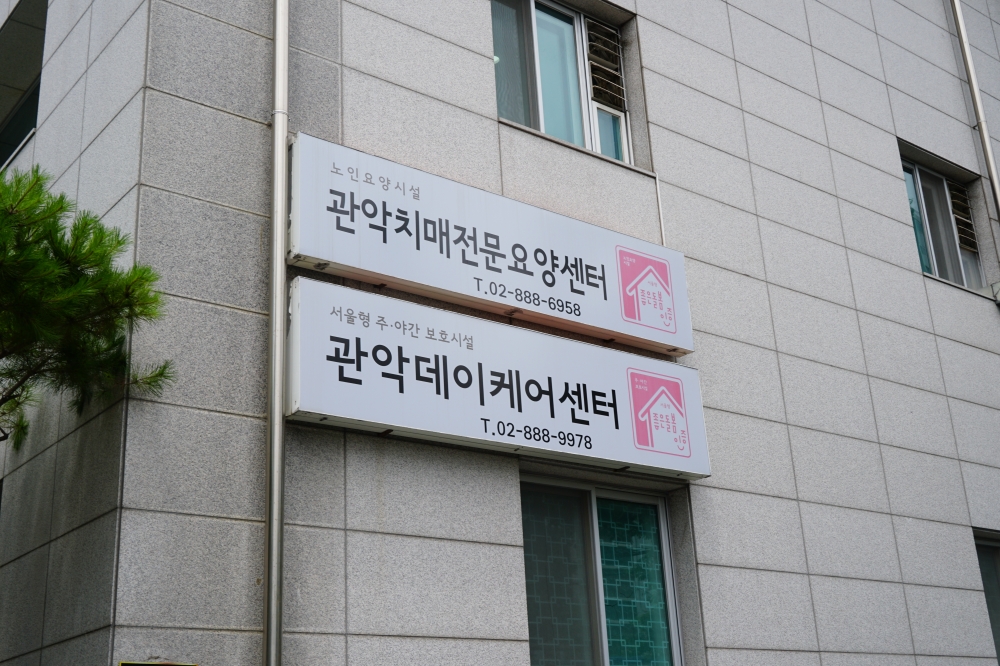 노인요양시설
관악치매전문요양센터
T.02-888-6958
서울형 주·야간 보호시설
관악데이케어센터
T.02-888-9978